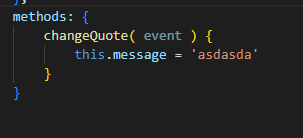 },
methods: {
changeQuote( event ) {
this.message = 'asdasda'
}
}